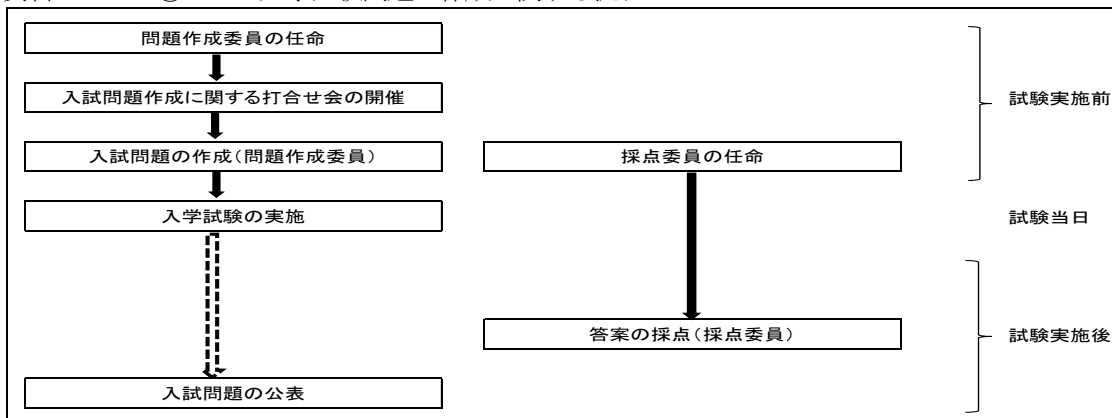 問題作成委員の任命
入試問題作成に関する打合せ会の開催
試験実施前
入試問題の作成(問題作成委員)
採点委員の任命
入学試験の実施
試験当日
答案の採点(採点委員)
試験実施後
入試問題の公表